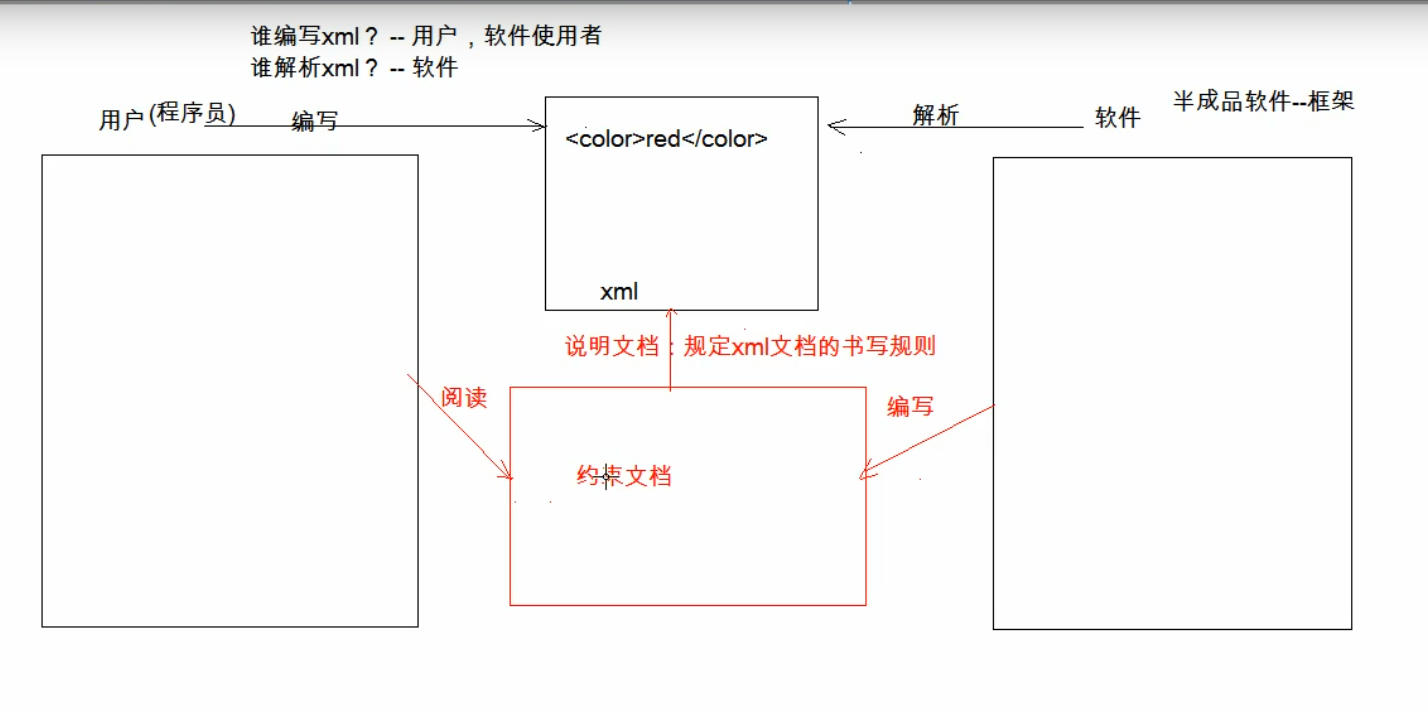 谁编写xml？ -- 用户，软件使用者
谁解析xml？ -- 软件
用户(程序员)
编写
<color>red</color>
解析
软件
半成品软件--框架
xml
说明文档：规定xml文档的书写规则
阅读
编写
约束文档